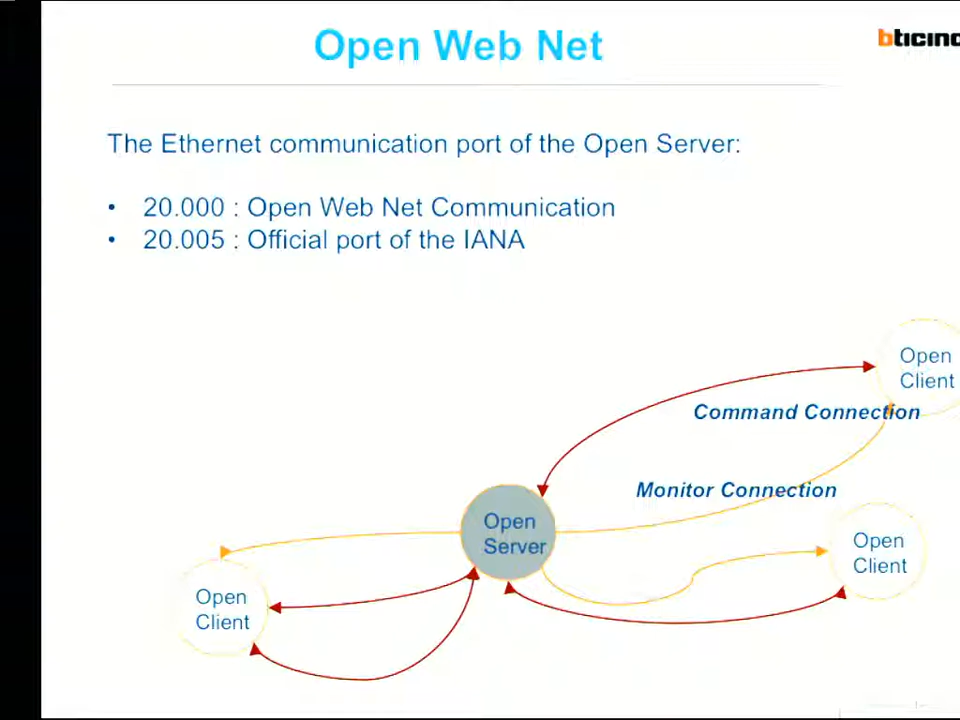 Open Web Net
bticino
The Ethernet communication port of the Open Server:
• 20.000 : Open Web Net Communication
• 20.005 : Official port of the IANA
Open
Client
Command Connection
Monitor Connection
Open
Server
Open
Client
Open
Client